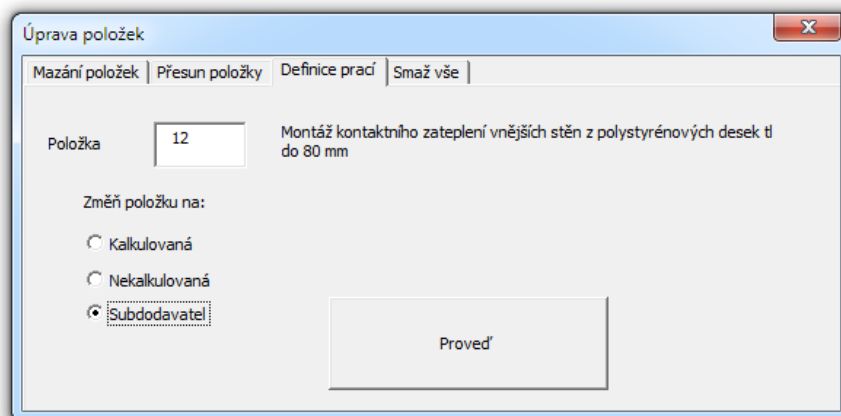 Úprava položek
Mazání položek Přesun položky Definice prací Smaž vše
Položka 12 Montáž kontaktního zateplení vnějších stěn z polystyrénových desek tl
do 80 mm
Změň položku na:
Kalkulovaná
Nekalkulovaná
Subdodavatel
Proveď